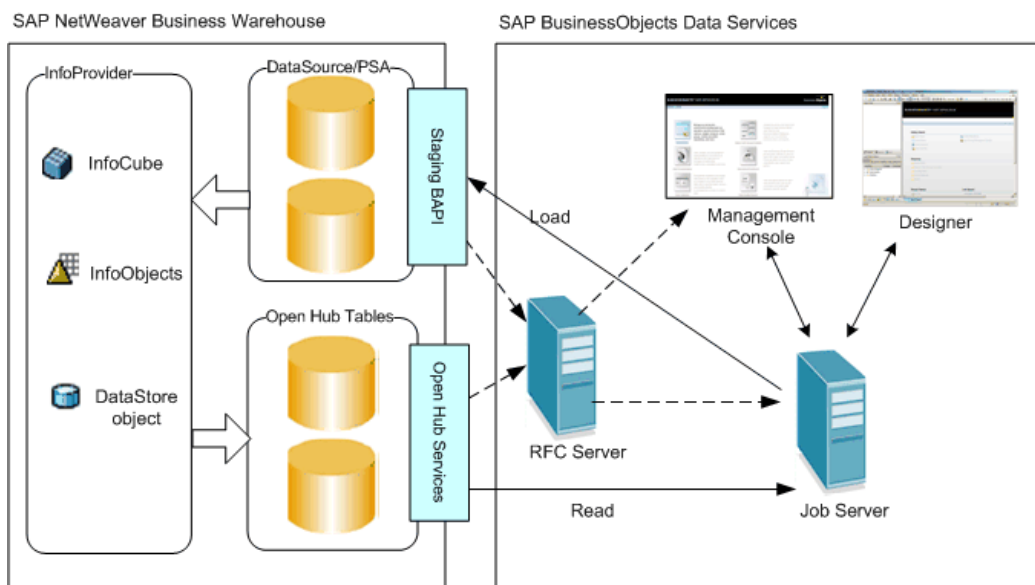 SAP NetWeaver Business Warehouse
SAP BusinessObjects Data Services
InfoProvider
InfoCube
InfoObjects
DataStore
object
DataSource/PSA
Staging BAPI
Open Hub Tables
Open Hub Services
Load
Read
RFC Server
Management
Console
Designer
Job Server